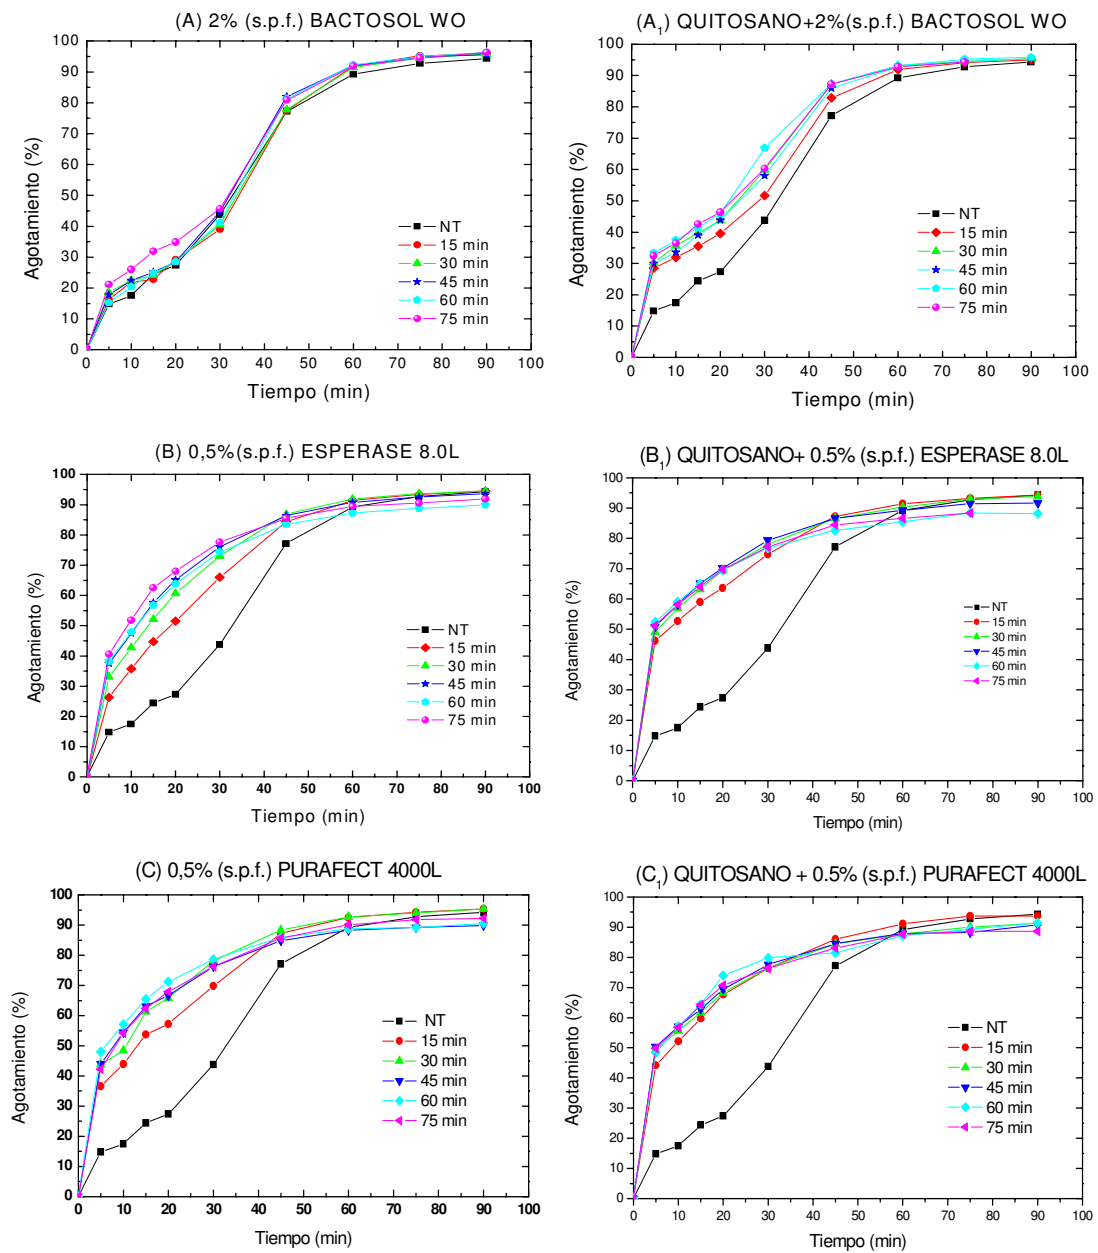 (A) 2% (s.p.f.) BACTOSOL WO
100
90
80
70
60
50
40
30
20
10
0
Agotamiento (%)
NT
15 min
30 min
45 min
60 min
75 min
0 10 20 30 40 50 60 70 80 90 100
Tiempo (min)
(A1) QUITOSANO+2%(s.p.f.) BACTOSOL WO
100
90
80
70
60
50
40
30
20
10
0
Agotamiento (%)
NT
15 min
30 min
45 min
60 min
75 min
0 10 20 30 40 50 60 70 80 90 100
Tiempo (min)
(B) 0,5%(s.p.f.) ESPERASE 8.0L
100
90
80
70
60
50
40
30
20
10
0
Agotamiento (%)
NT
15 min
30 min
45 min
60 min
75 min
0 10 20 30 40 50 60 70 80 90 100
Tiempo (min)
(B1) QUITOSANO+ 0.5% (s.p.f.) ESPERASE 8.0L
100
90
80
70
60
50
40
30
20
10
0
Agotamiento (%)
NT
15 min
30 min
45 min
60 min
75 min
0 10 20 30 40 50 60 70 80 90 100
Tiempo (min)
(C) 0,5% (s.p.f.) PURAFECT 4000L
100
90
80
70
60
50
40
30
20
10
0
Agotamiento (%)
NT
15 min
30 min
45 min
60 min
75 min
0 10 20 30 40 50 60 70 80 90 100
Tiempo (min)
(C1) QUITOSANO + 0.5% (s.p.f.) PURAFECT 4000L
100
90
80
70
60
50
40
30
20
10
0
Agotamiento (%)
NT
15 min
30 min
45 min
60 min
75 min
0 10 20 30 40 50 60 70 80 90 100
Tiempo (min)